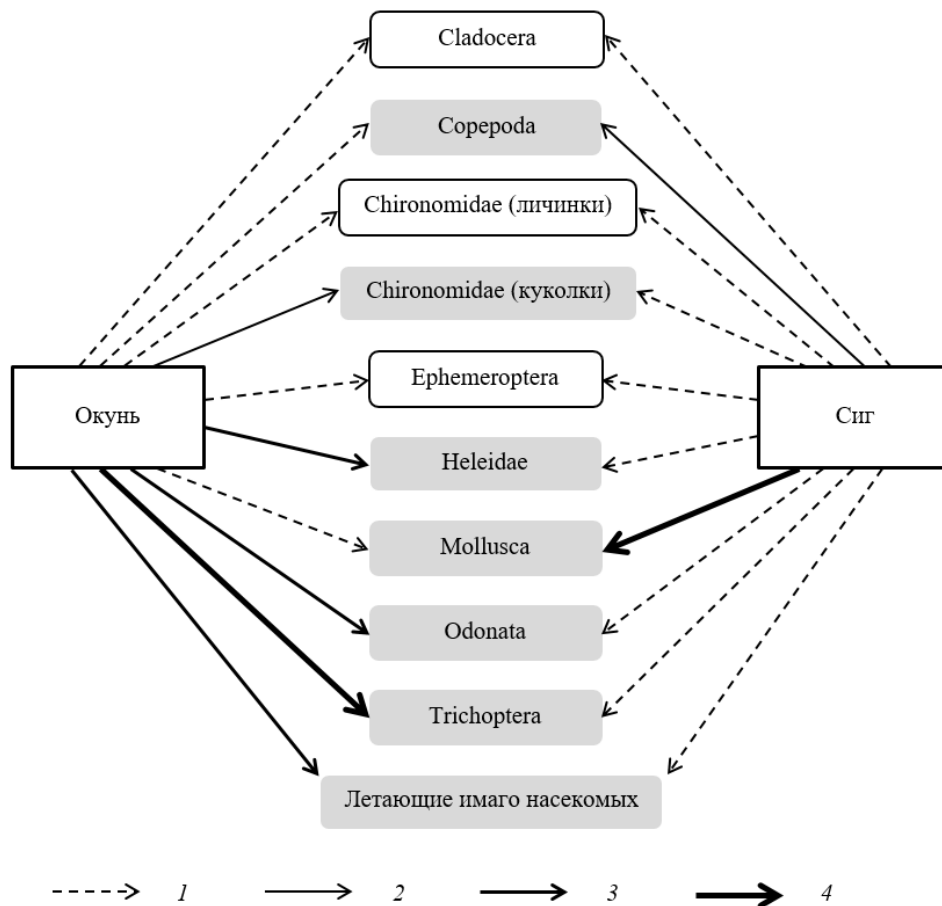 Cladocera
Copepoda
Chironomidae (личинки)
Chironomidae (куколки)
Ephemeroptera
Окунь
Сиг
Heleidae
Mollusca
Odonata
Trichoptera
Летающие имаго насекомых
1 2 3 4